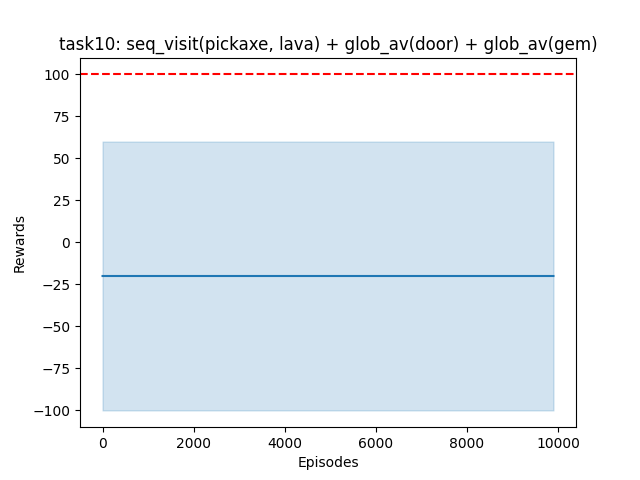 task10: seq_visit(pickaxe, lava) + glob_av(door) + glob_av(gem)
100
75
50
25
0
−25
−50
−75
−100
Rewards
0 2000 4000 6000 8000 10000
Episodes